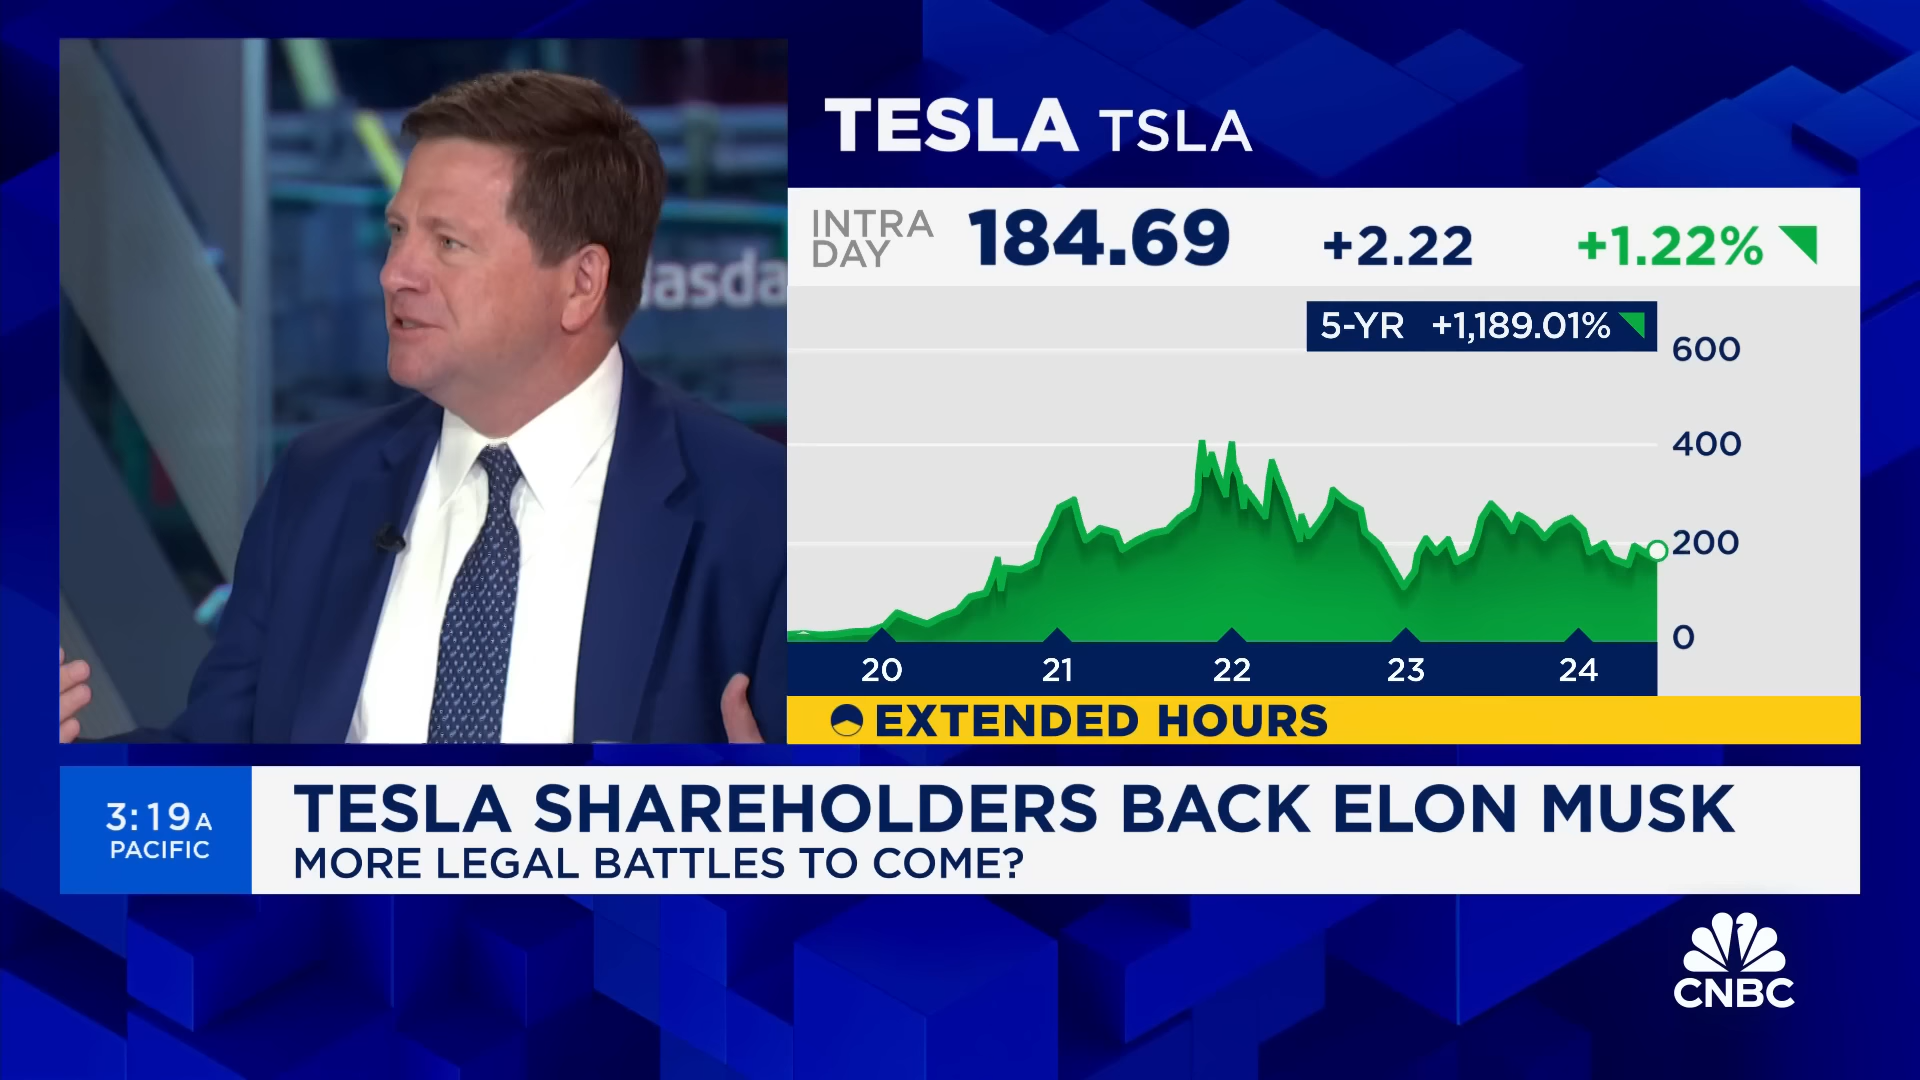 Nasda
TESLA TSLA
INTRA
DAY
184.69 +2.22 +1.22%
5-YR +1,189.01%
600
400
200
0
20 21 22 23 24
EXTENDED HOURS
3:19A
PACIFIC
TESLA SHAREHOLDERS BACK ELON MUSK
MORE LEGAL BATTLES TO COME?
CNBC